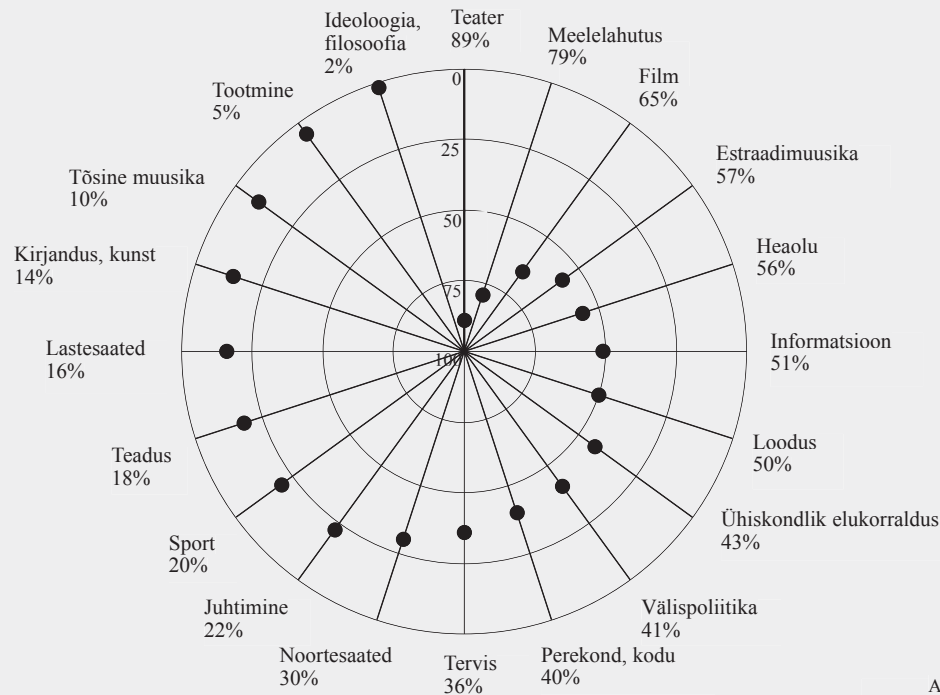 Teater
89%
Meelelahutus
79%
Film
65%
Estraadimuusika
57%
Heaolu
56%
Informatsioon
51%
Loodus
50%
Ühiskondlik elukorraldus
43%
Välispoliitika
41%
Perekond, kodu
40%
Tervis
36%
Noortesaated
30%
Juhtimine
22%
Sport
20%
Teadus
18%
Lastesaated
16%
Kirjandus, kunst
14%
Tõsine muusika
10%
Tootmine
5%
Ideoloogia,
filosoofia
2%
0
25
50
75
100
A